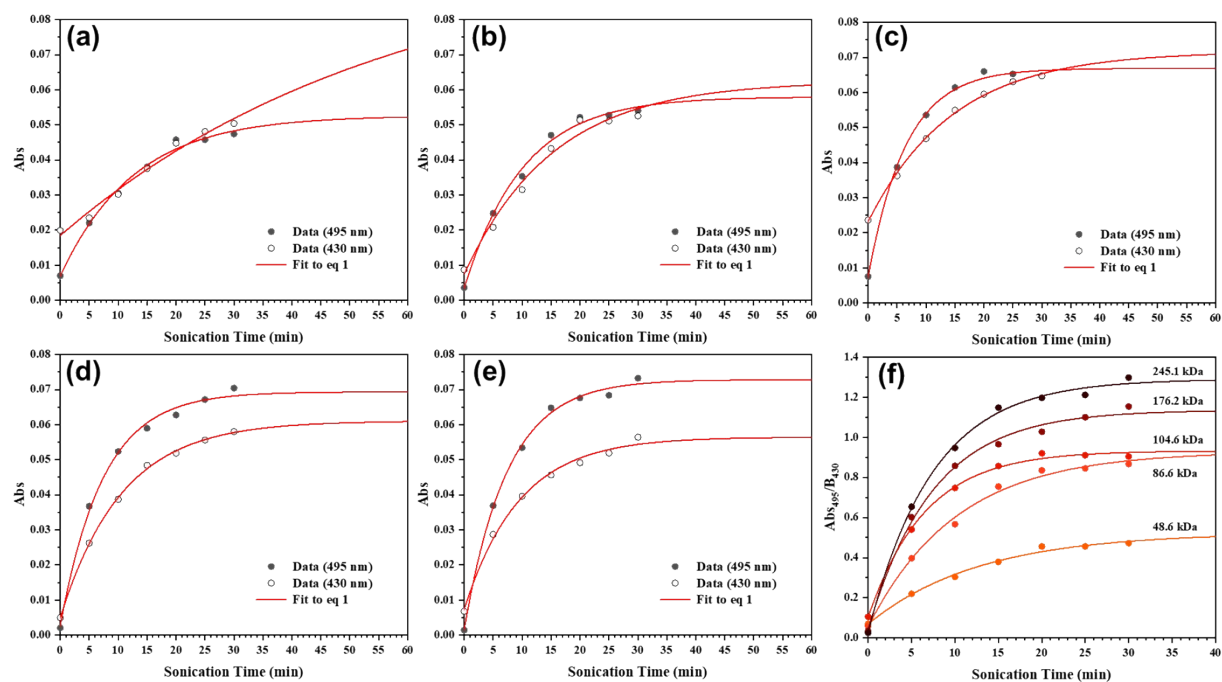 (a)
0.08
0.07
0.06
0.05
0.04
0.03
0.02
0.01
0.00
Abs
Data (495 nm)
Data (430 nm)
Fit to eq 1
0 5 10 15 20 25 30 35 40 45 50 55 60
Sonication Time (min)
(b)
0.08
0.07
0.06
0.05
0.04
0.03
0.02
0.01
0.00
Abs
Data (495 nm)
Data (430 nm)
Fit to eq 1
0 5 10 15 20 25 30 35 40 45 50 55 60
Sonication Time (min)
(c)
0.08
0.07
0.06
0.05
0.04
0.03
0.02
0.01
0.00
Abs
Data (495 nm)
Data (430 nm)
Fit to eq 1
0 5 10 15 20 25 30 35 40 45 50 55 60
Sonication Time (min)
(d)
0.08
0.07
0.06
0.05
0.04
0.03
0.02
0.01
0.00
Abs
Data (495 nm)
Data (430 nm)
Fit to eq 1
0 5 10 15 20 25 30 35 40 45 50 55 60
Sonication Time (min)
(e)
0.08
0.07
0.06
0.05
0.04
0.03
0.02
0.01
0.00
Abs
Data (495 nm)
Data (430 nm)
Fit to eq 1
0 5 10 15 20 25 30 35 40 45 50 55 60
Sonication Time (min)
(f)
1.4
1.2
1.0
0.8
0.6
0.4
0.2
0.0
Abs₄₉₅/B₄₃₀
245.1 kDa
176.2 kDa
104.6 kDa
86.6 kDa
48.6 kDa
0 5 10 15 20 25 30 35 40
Sonication Time (min)